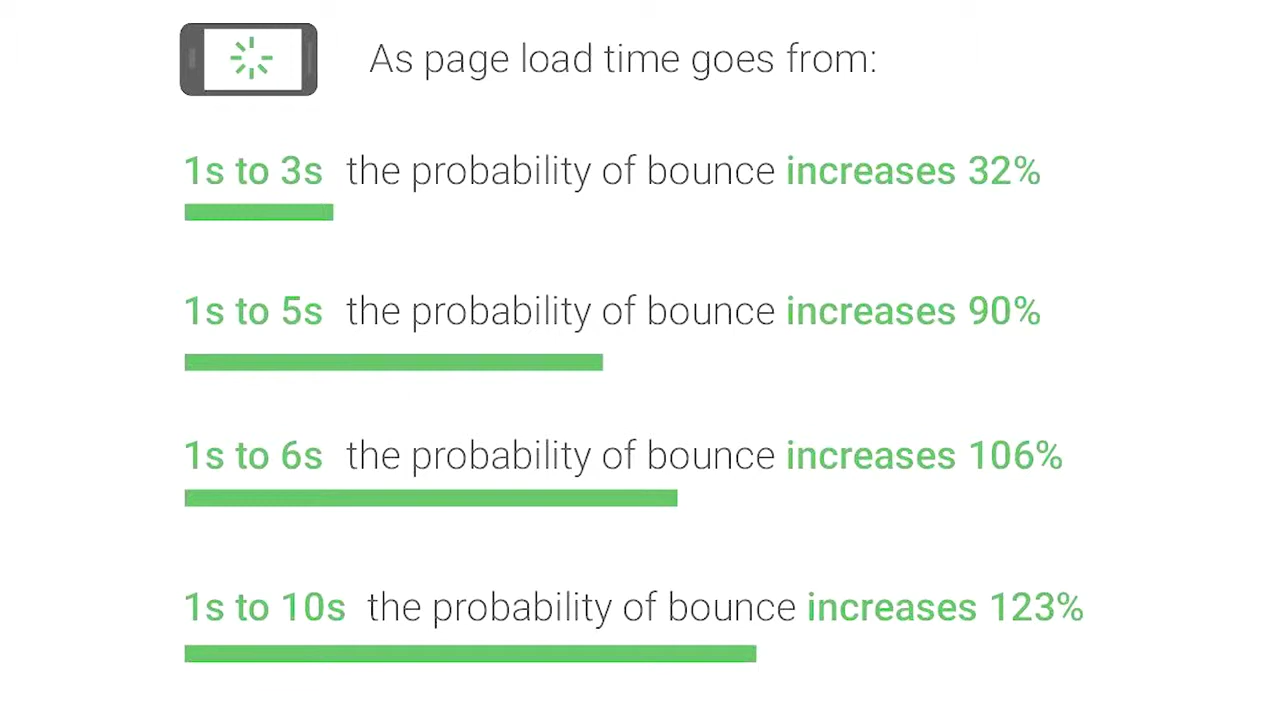 As page load time goes from:
1s to 3s the probability of bounce increases 32%
1s to 5s the probability of bounce increases 90%
1s to 6s the probability of bounce increases 106%
1s to 10s the probability of bounce increases 123%